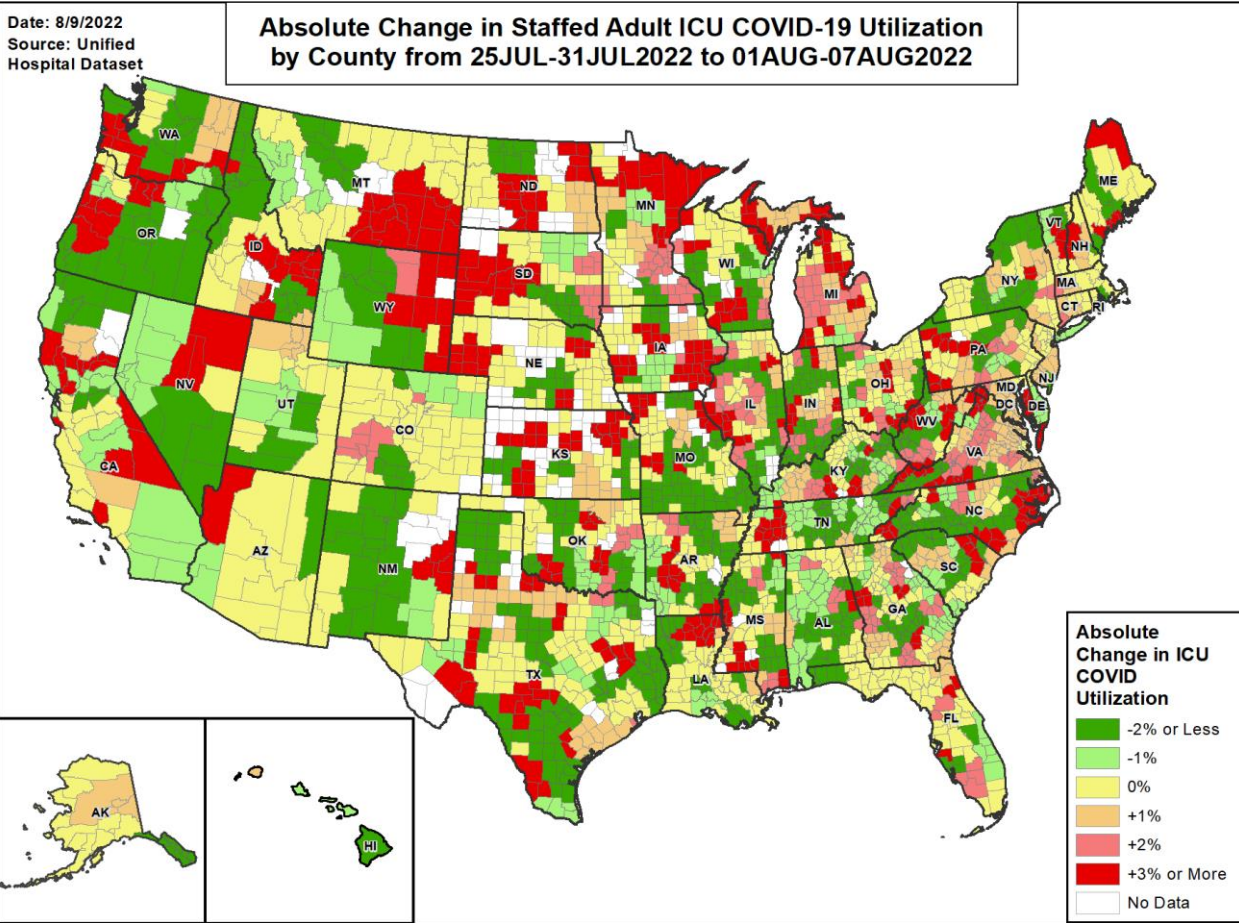 Date: 8/9/2022
Source: Unified
Hospital Dataset
Absolute Change in Staffed Adult ICU COVID-19 Utilization
by County from 25JUL-31JUL2022 to 01AUG-07AUG2022
WA
MT
ND
MN
ME
OR
ID
SD
WI
VT
NH
NY
MA
CT
RI
MI
WY
IA
NE
PA
NJ
NV
UT
CO
IL
IN
OH
MD
DC
DE
WV
VA
CA
KS
MO
KY
AZ
NM
OK
AR
TN
NC
SC
MS
AL
GA
TX
LA
FL
AK
HI
Absolute
Change in ICU
COVID
Utilization
-2% or Less
-1%
0%
+1%
+2%
+3% or More
No Data